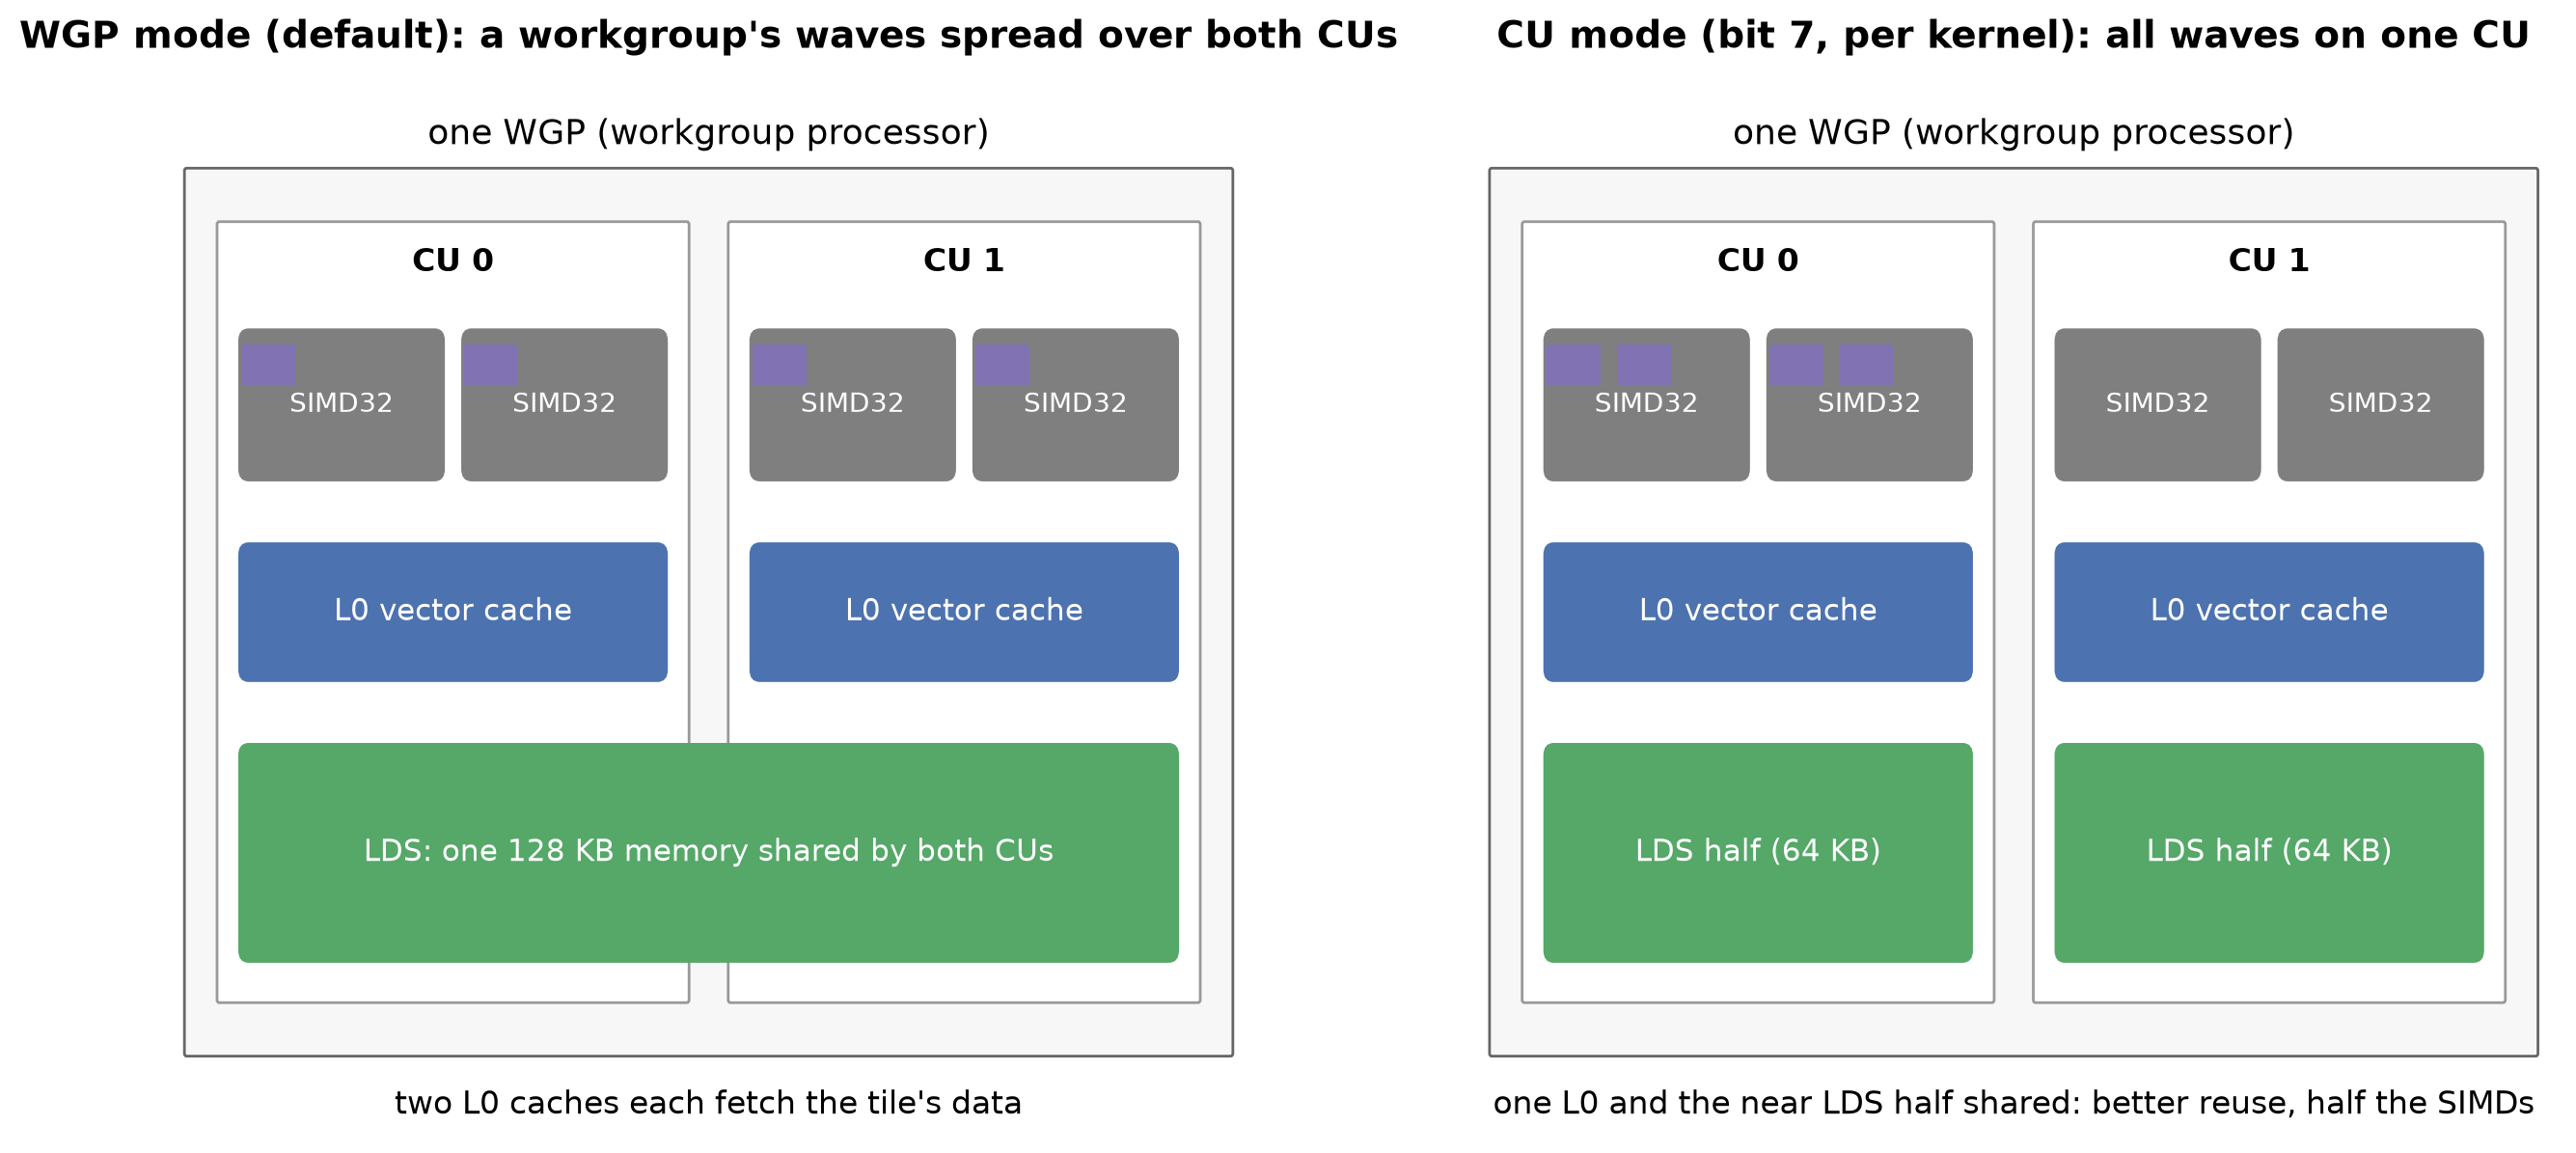 WGP mode (default): a workgroup's waves spread over both CUs
one WGP (workgroup processor)
CU 0
CU 1
SIMD32
SIMD32
SIMD32
SIMD32
L0 vector cache
L0 vector cache
LDS: one 128 KB memory shared by both CUs
two L0 caches each fetch the tile's data
CU mode (bit 7, per kernel): all waves on one CU
one WGP (workgroup processor)
CU 0
CU 1
SIMD32
SIMD32
SIMD32
SIMD32
L0 vector cache
L0 vector cache
LDS half (64 KB)
LDS half (64 KB)
one L0 and the near LDS half shared: better reuse, half the SIMDs